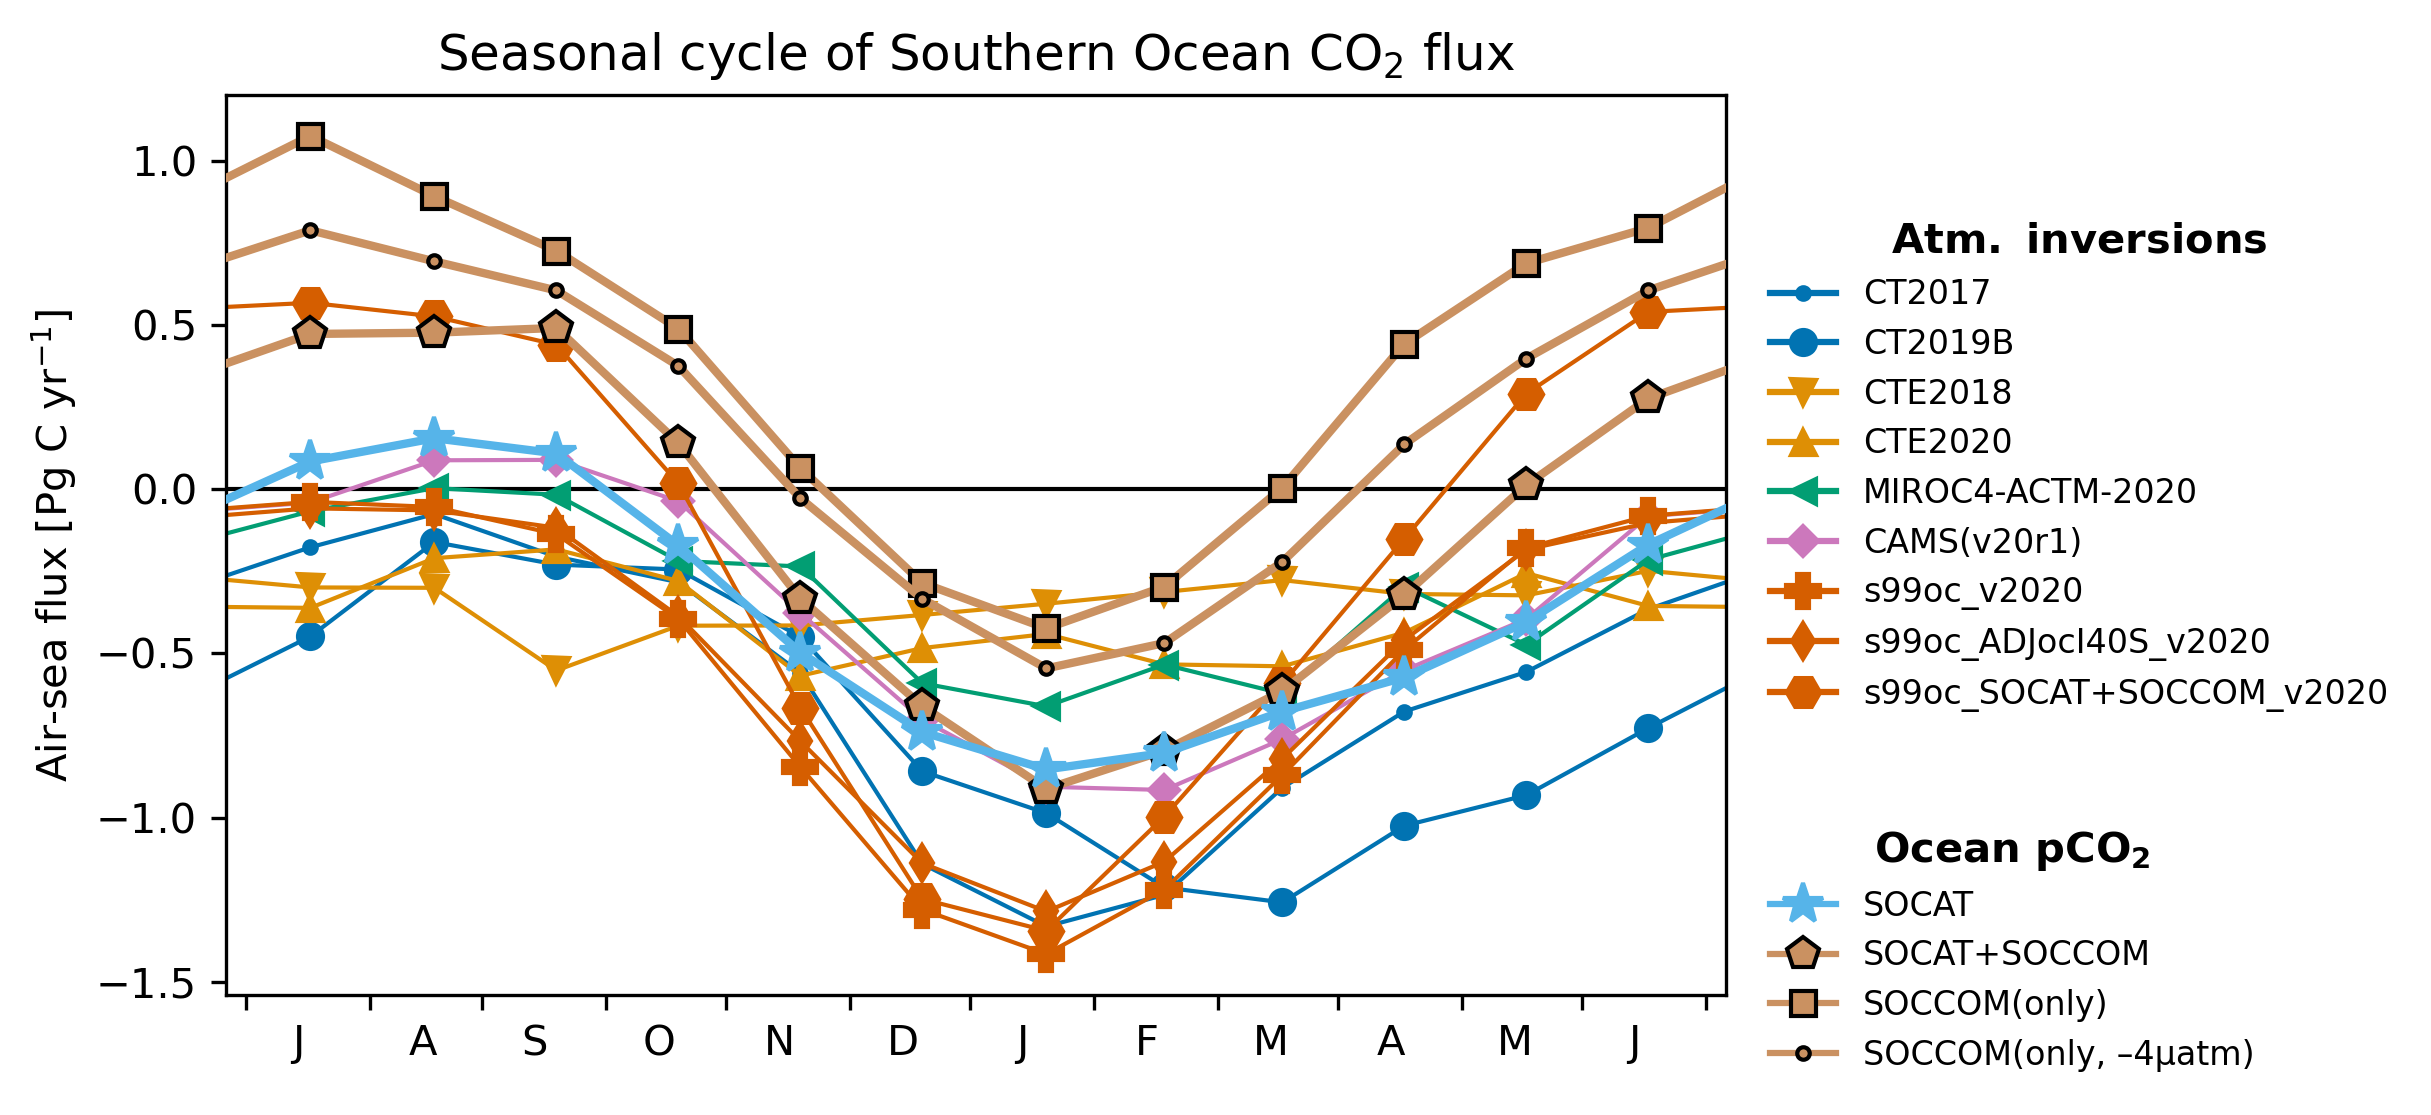 Seasonal cycle of Southern Ocean CO₂ flux
Air-sea flux [Pg C yr⁻¹]
1.0
0.5
0.0
−0.5
−1.0
−1.5
J A S O N D J F M A M J
Atm. inversions
CT2017
CT2019B
CTE2018
CTE2020
MIROC4-ACTM-2020
CAMS(v20r1)
s99oc_v2020
s99oc_ADJocI40S_v2020
s99oc_SOCAT+SOCCOM_v2020
Ocean pCO₂
SOCAT
SOCAT+SOCCOM
SOCCOM(only)
SOCCOM(only, –4μatm)